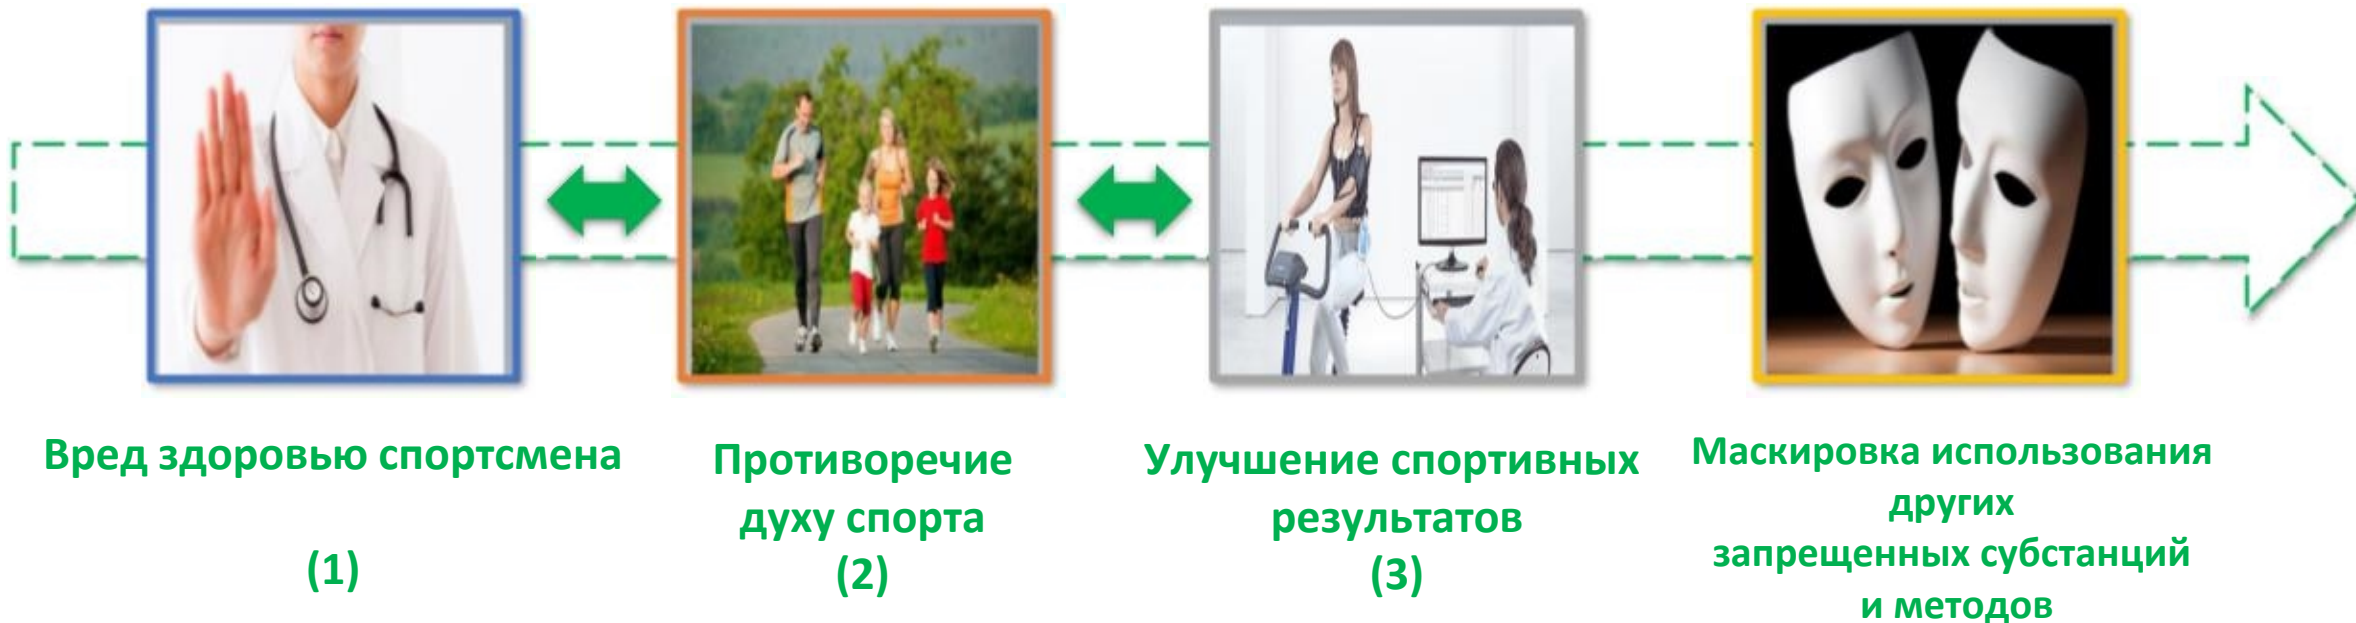 Вред здоровью спортсмена
(1)
Противоречие
духу спорта
(2)
Улучшение спортивных
результатов
(3)
Маскировка использования
других
запрещенных субстанций
и методов